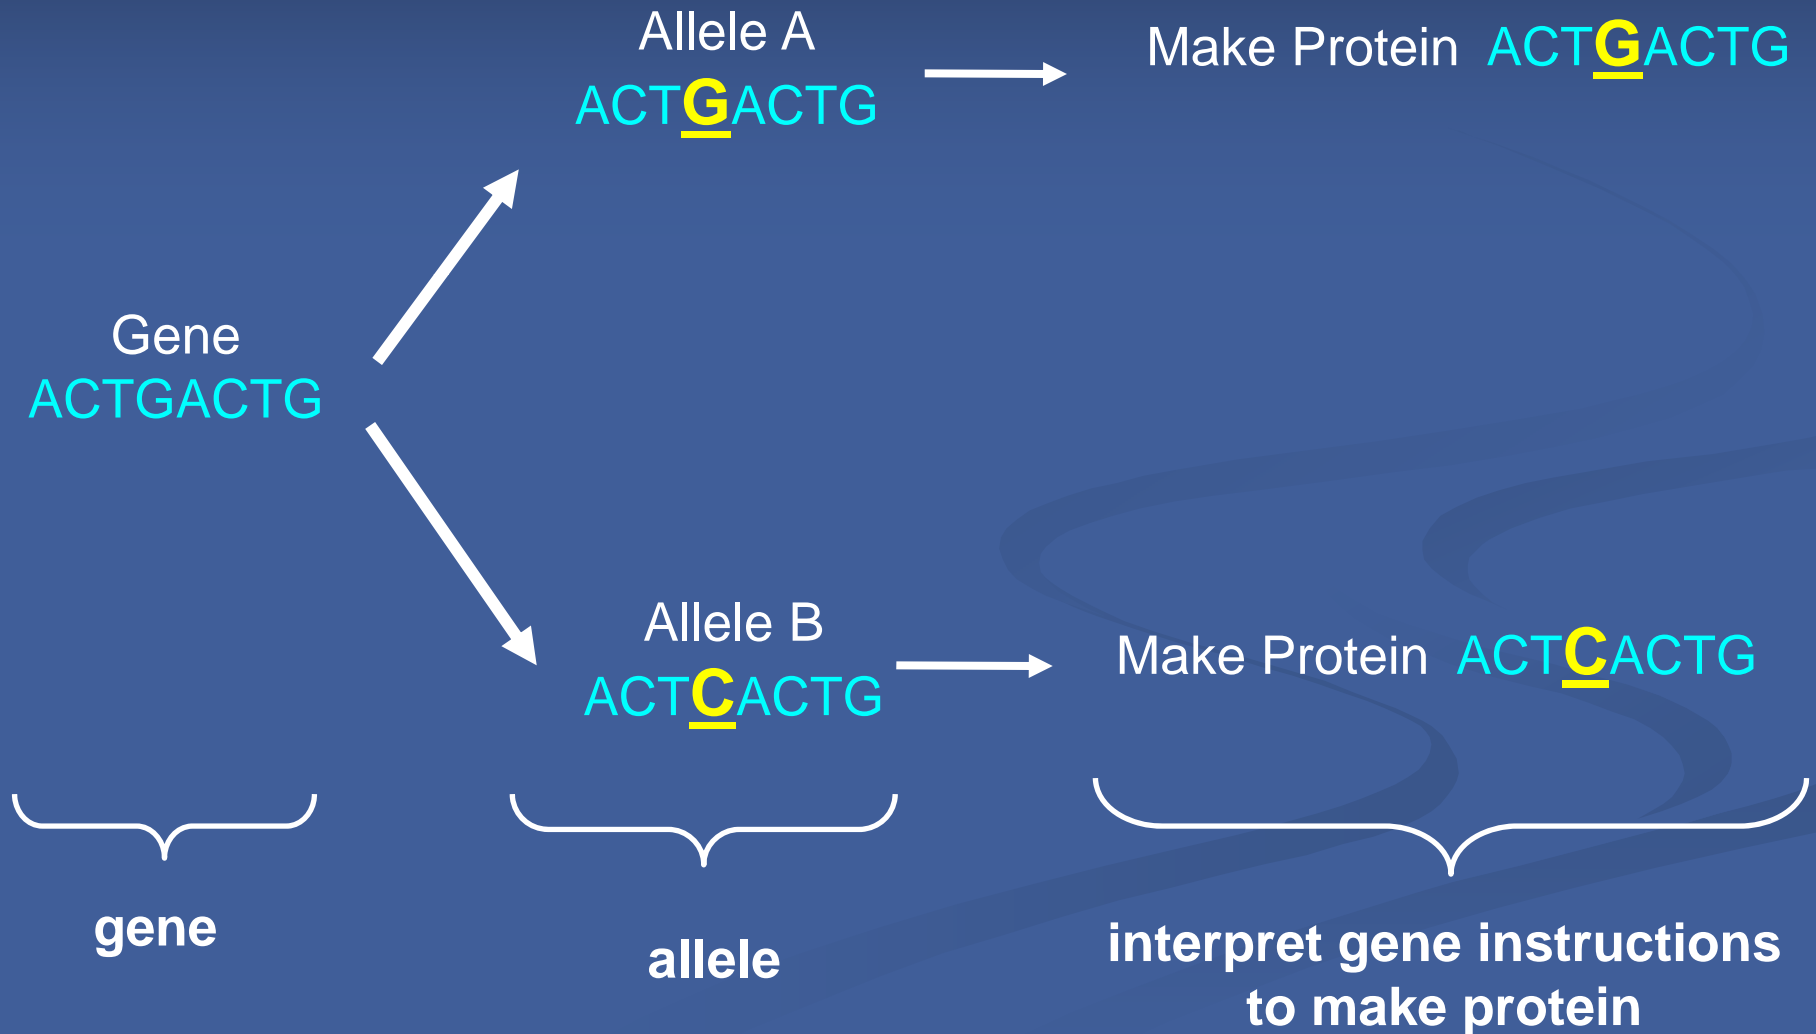 Allele A
ACTGACTG
Make Protein ACTGACTG
Gene
ACTGACTG
Allele B
ACTCACTG
Make Protein ACTCACTG
gene
allele
interpret gene instructions
to make protein